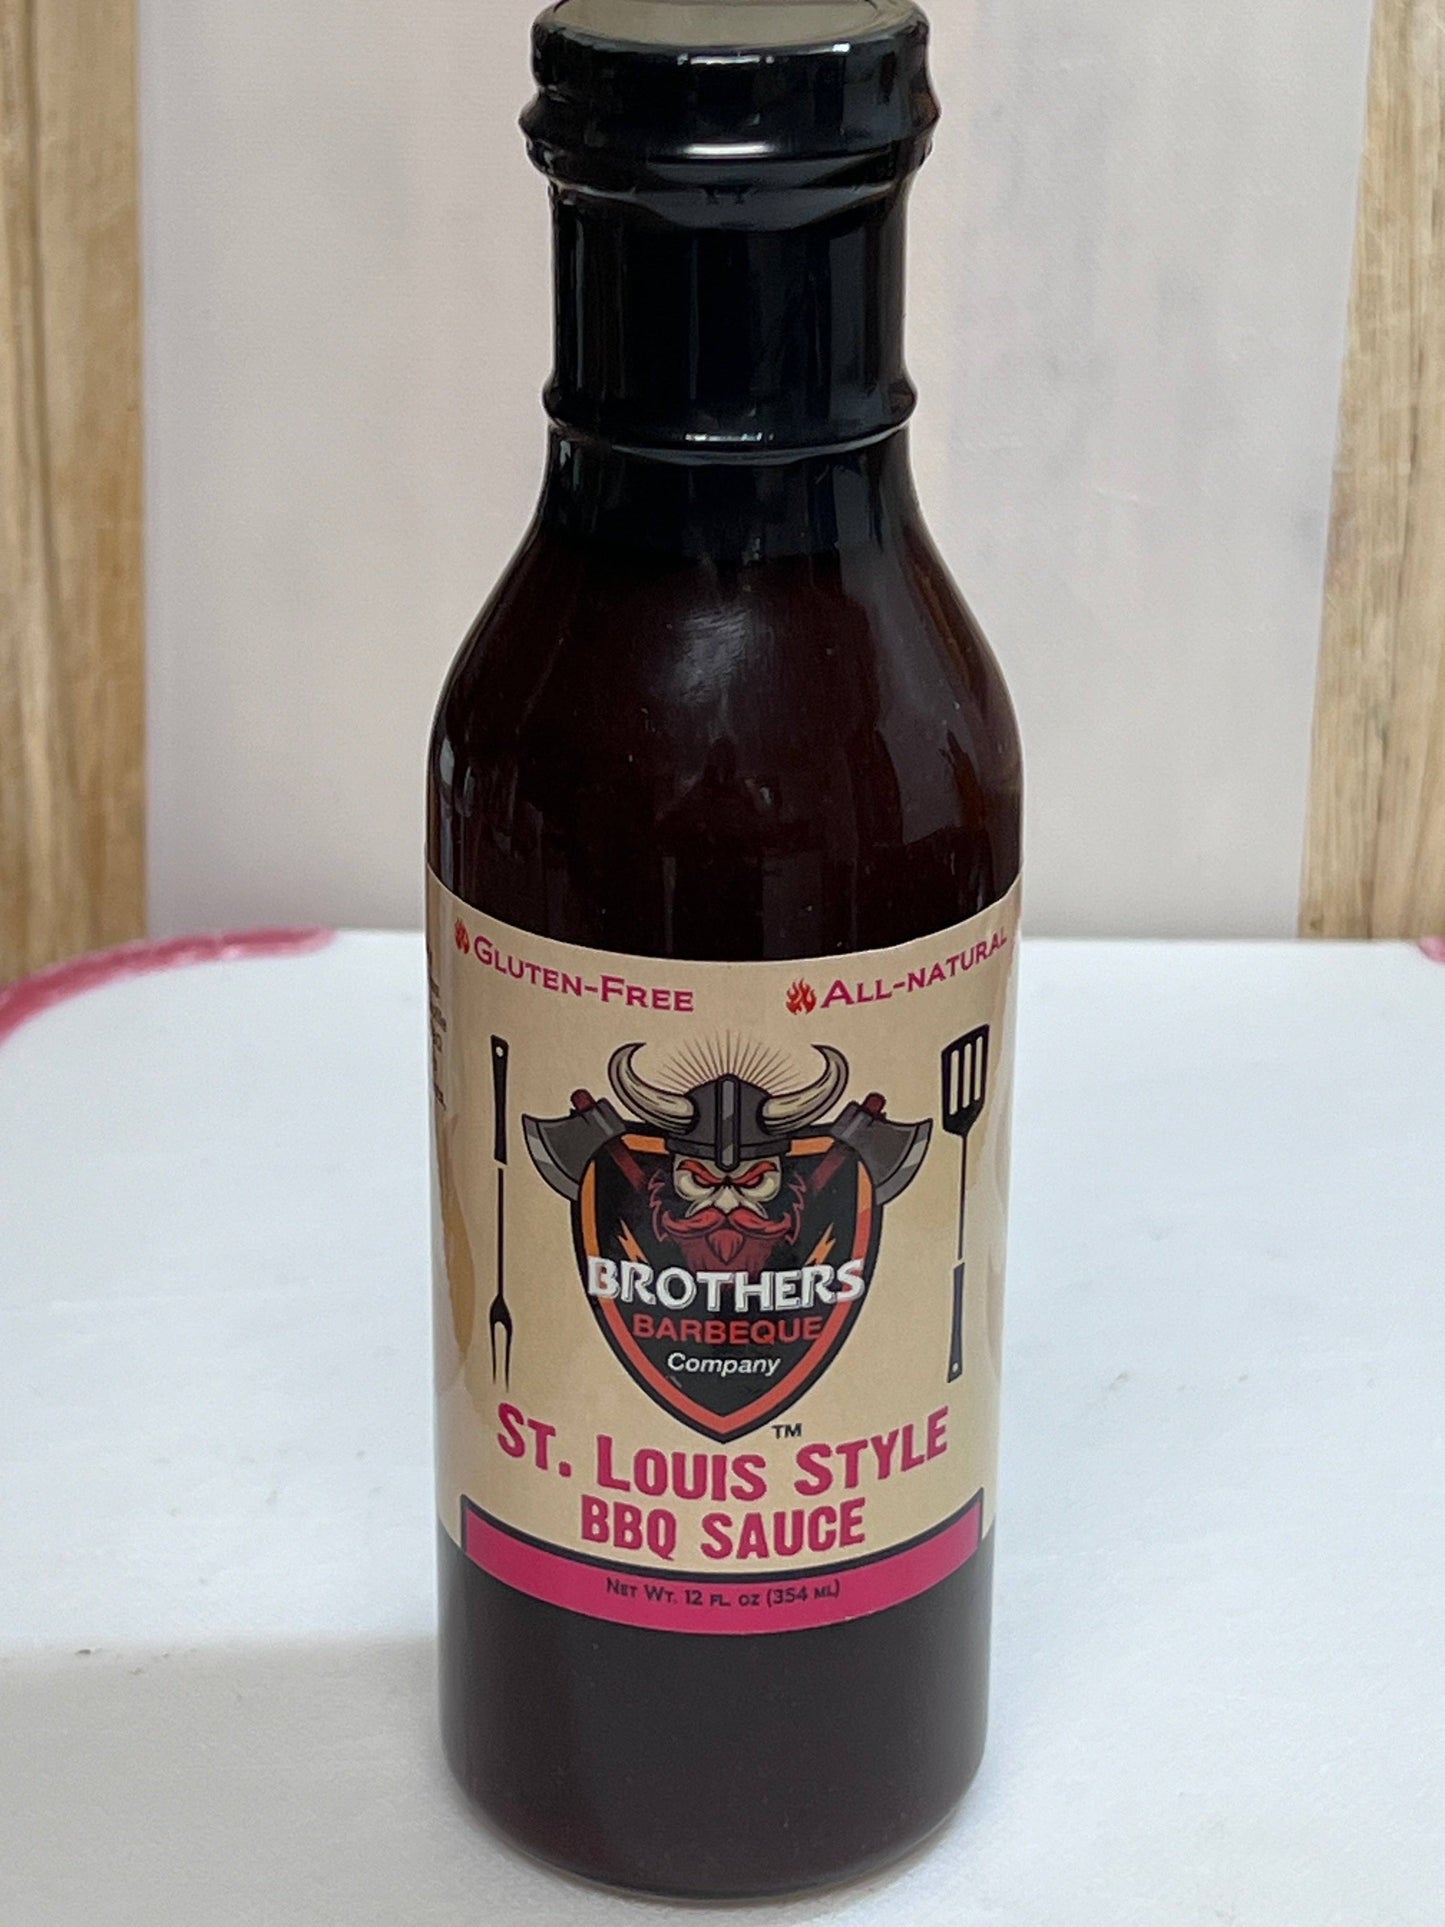 Gluten-Free
All-natural
BROTHERS
BARBEQUE
Company
TM
St. Louis Style
BBQ Sauce
Net Wt. 12 fl. oz (354 ml)